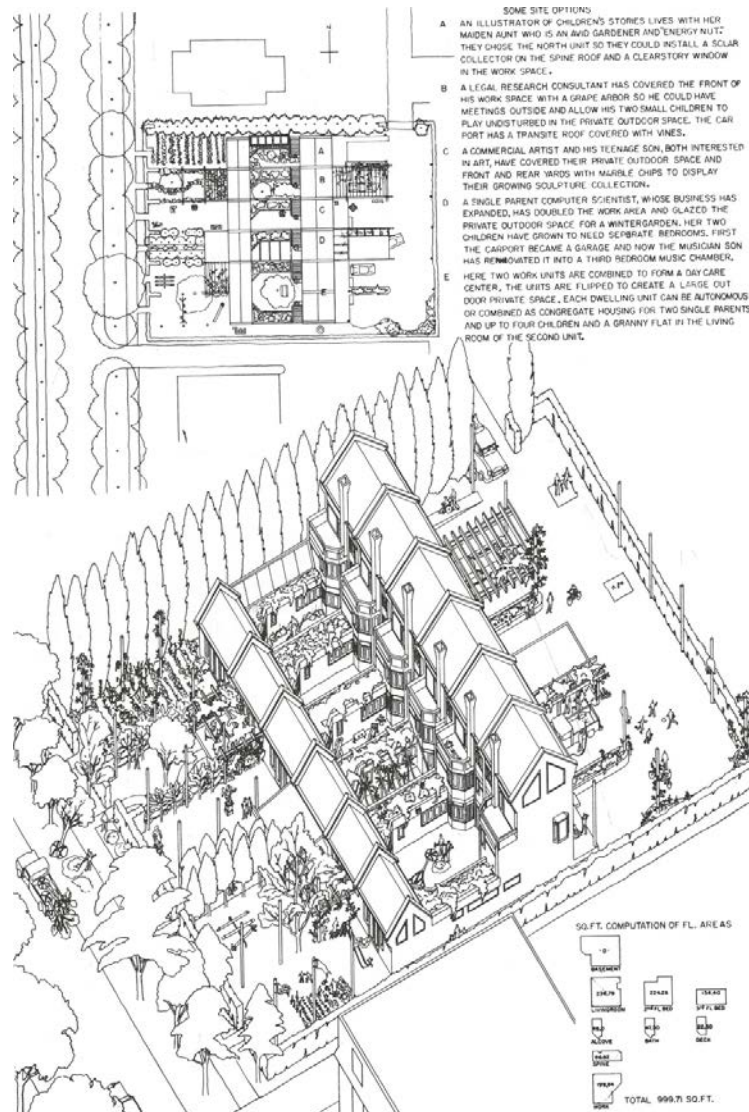 SOME SITE OPTIONS
A AN ILLUSTRATOR OF CHILDREN'S STORIES LIVES WITH HER
MAIDEN AUNT WHO IS AN AVID GARDENER AND "ENERGY NUT."
THEY CHOSE THE NORTH UNIT SO THEY COULD INSTALL A SOLAR
COLLECTOR ON THE SPINE ROOF AND A CLEARSTORY WINDOW
IN THE WORK SPACE.
B A LEGAL RESEARCH CONSULTANT HAS COVERED THE FRONT OF
HIS WORK SPACE WITH A GRAPE ARBOR SO HE COULD HAVE
MEETINGS OUTSIDE AND ALLOW HIS TWO SMALL CHILDREN TO
PLAY UNDISTURBED IN THE PRIVATE OUTDOOR SPACE. THE CAR
PORT HAS A TRANSITE ROOF COVERED WITH VINES.
C A COMMERCIAL ARTIST AND HIS TEENAGE SON, BOTH INTERESTED
IN ART, HAVE COVERED THEIR PRIVATE OUTDOOR SPACE AND
FRONT AND REAR YARDS WITH MARBLE CHIPS TO DISPLAY
THEIR GROWING SCULPTURE COLLECTION.
D A SINGLE PARENT COMPUTER SCIENTIST, WHOSE BUSINESS HAS
EXPANDED, HAS DOUBLED THE WORK AREA AND GLAZED THE
PRIVATE OUTDOOR SPACE FOR A WINTERGARDEN. HER TWO
CHILDREN HAVE GROWN TO NEED SEPERATE BEDROOMS. FIRST
THE CARPORT BECAME A GARAGE AND NOW THE MUSICIAN SON
HAS RENNOVATED IT INTO A THIRD BEDROOM MUSIC CHAMBER.
E HERE TWO WORK UNITS ARE COMBINED TO FORM A DAY CARE
CENTER. THE UNITS ARE FLIPPED TO CREATE A LARGE OUT
DOOR PRIVATE SPACE. EACH DWELLING UNIT CAN BE AUTONOMOUS
OR COMBINED AS CONGREGATE HOUSING FOR TWO SINGLE PARENTS
AND UP TO FOUR CHILDREN AND A GRANNY FLAT IN THE LIVING
ROOM OF THE SECOND UNIT.
A
B
C
D
E
SQ.FT. COMPUTATION OF FL. AREAS
BASEMENT
LIVINGROOM 2ND FL BED 3RD FL BED
ALCOVE BATH DECK
SPINE
WORK
TOTAL 999.71 SQ.FT.